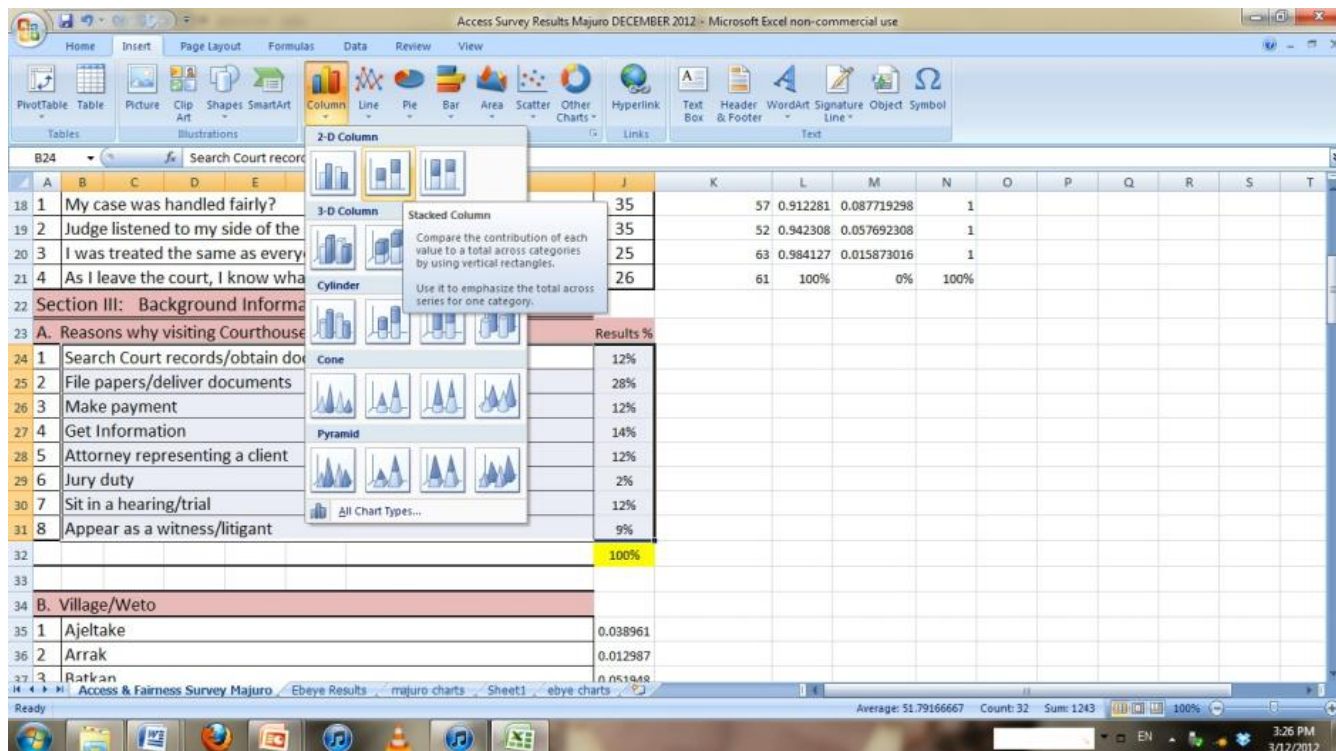 Access Survey Results Majuro DECEMBER 2012 - Microsoft Excel non-commercial use
Home Insert Page Layout Formulas Data Review View
PivotTable Table Picture Clip Art Shapes SmartArt Column Line Pie Bar Area Scatter Other Charts Hyperlink Text Box Header & Footer WordArt Signature Line Object Symbol
Tables Illustrations Links Text
B24 fx Search Court recor
2-D Column
A B C D E J K L M N O P Q R S T
18 1 My case was handled fairly? 35 57 0.912281 0.087719298 1
3-D Column
19 2 Judge listened to my side of the 35 52 0.942308 0.057692308 1
20 3 I was treated the same as every 25 63 0.984127 0.015873016 1
21 4 As I leave the court, I know wha 26 61 100% 0% 100%
Stacked Column
Compare the contribution of each
value to a total across categories
by using vertical rectangles.
Use it to emphasize the total across
series for one category.
Cylinder
22 Section III: Background Informa
23 A. Reasons why visiting Courthouse Results %
24 1 Search Court records/obtain do 12%
Cone
25 2 File papers/deliver documents 28%
26 3 Make payment 12%
27 4 Get Information 14%
Pyramid
28 5 Attorney representing a client 12%
29 6 Jury duty 2%
30 7 Sit in a hearing/trial 12%
All Chart Types...
31 8 Appear as a witness/litigant 9%
32 100%
33
34 B. Village/Weto
35 1 Ajeltake 0.038961
36 2 Arrak 0.012987
37 3 Batkan 0.051948
Access & Fairness Survey Majuro Ebeye Results majuro charts Sheet1 ebye charts
Ready Average: 51.79166667 Count: 32 Sum: 1243 100%
EN 3:26 PM
3/12/2012